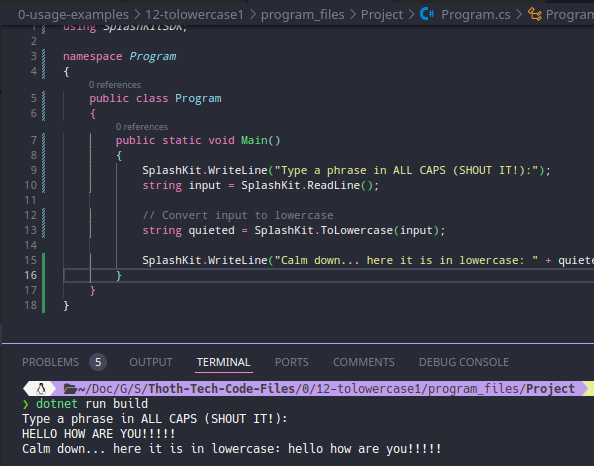 0-usage-examples > 12-tolowercase1 > program_files > Project > Program.cs > Program
1 using SplashKitSDK;
2
3 namespace Program
4 {
0 references
5 public class Program
6 {
0 references
7 public static void Main()
8 {
9 SplashKit.WriteLine("Type a phrase in ALL CAPS (SHOUT IT!):");
10 string input = SplashKit.ReadLine();
11
12 // Convert input to lowercase
13 string quieted = SplashKit.ToLowercase(input);
14
15 SplashKit.WriteLine("Calm down... here it is in lowercase: " + quiete
16 }
17 }
18 }
PROBLEMS 5 OUTPUT TERMINAL PORTS COMMENTS DEBUG CONSOLE
~/Doc/G/S/Thoth-Tech-Code-Files/0/12-tolowercase1/program_files/Project
❯ dotnet run build
Type a phrase in ALL CAPS (SHOUT IT!):
HELLO HOW ARE YOU!!!!!
Calm down... here it is in lowercase: hello how are you!!!!!